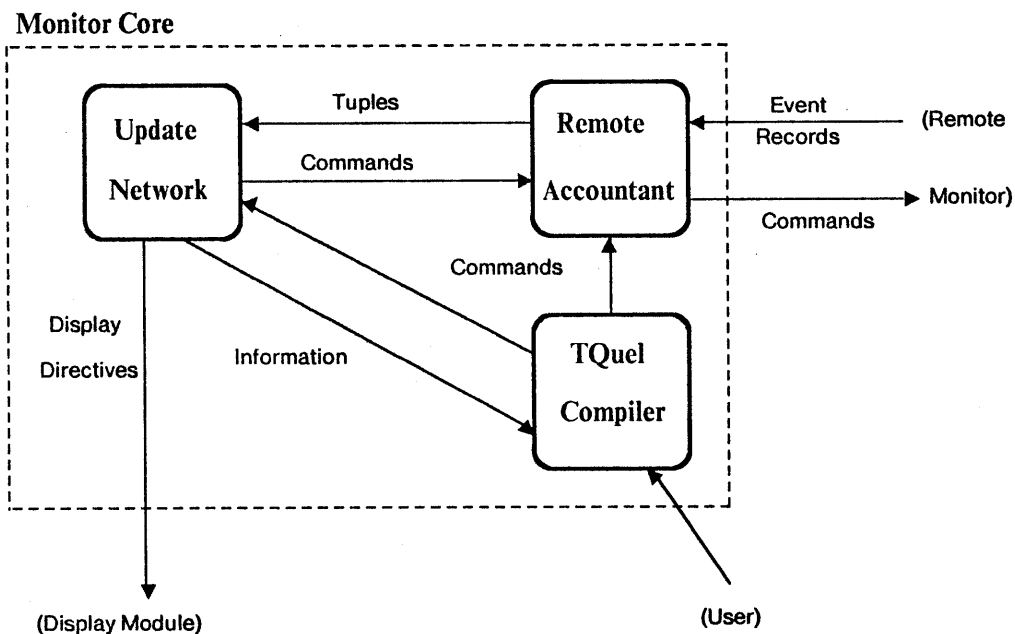 Monitor Core
Update
Network
Tuples
Commands
Remote
Accountant
Event
Records
(Remote
Monitor)
Commands
Commands
Display
Directives
Information
TQuel
Compiler
(Display Module)
(User)